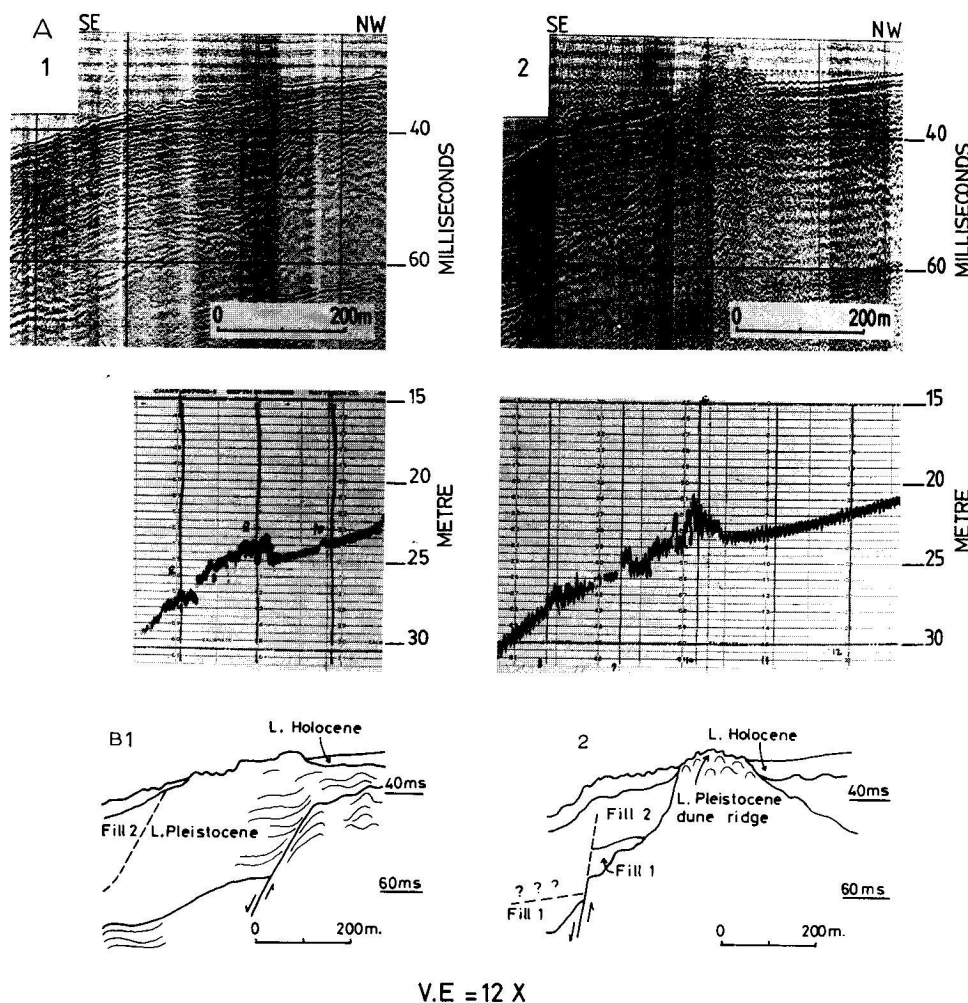 A
SE NW
1
40
60
MILLISECONDS
0 200m
SE NW
2
40
60
MILLISECONDS
0 200m
15
20
25
30
METRE
15
20
25
30
METRE
B1
L. Holocene
40ms
Fill 2 L. Pleistocene
60ms
0 200m.
2
L. Holocene
40ms
L. Pleistocene
dune ridge
Fill 2
Fill 1
? ? ?
Fill 1
60 ms
0 200m.
V.E = 12 X